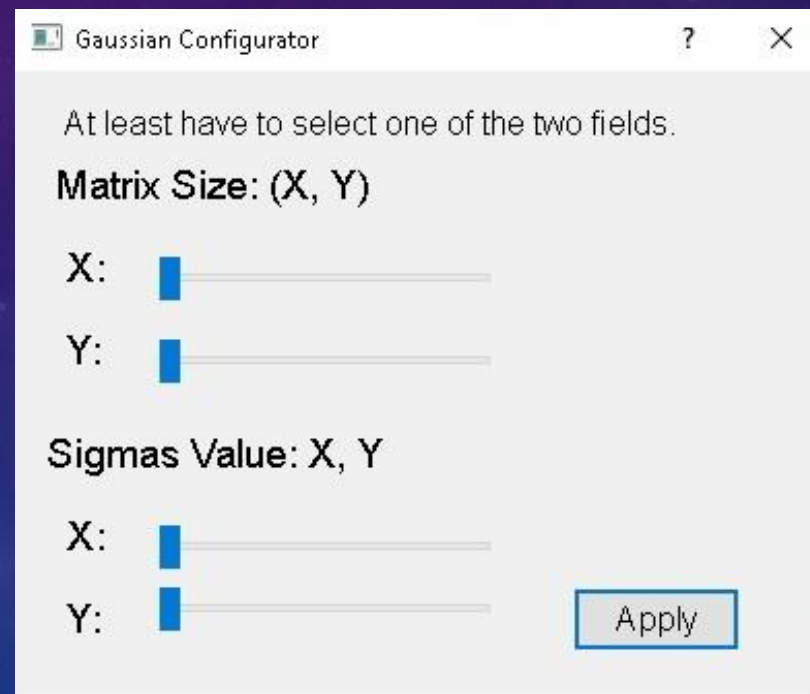 Gaussian Configurator
?
At least have to select one of the two fields.
Matrix Size: (X, Y)
X:
Y:
Sigmas Value: X, Y
X:
Y:
Apply